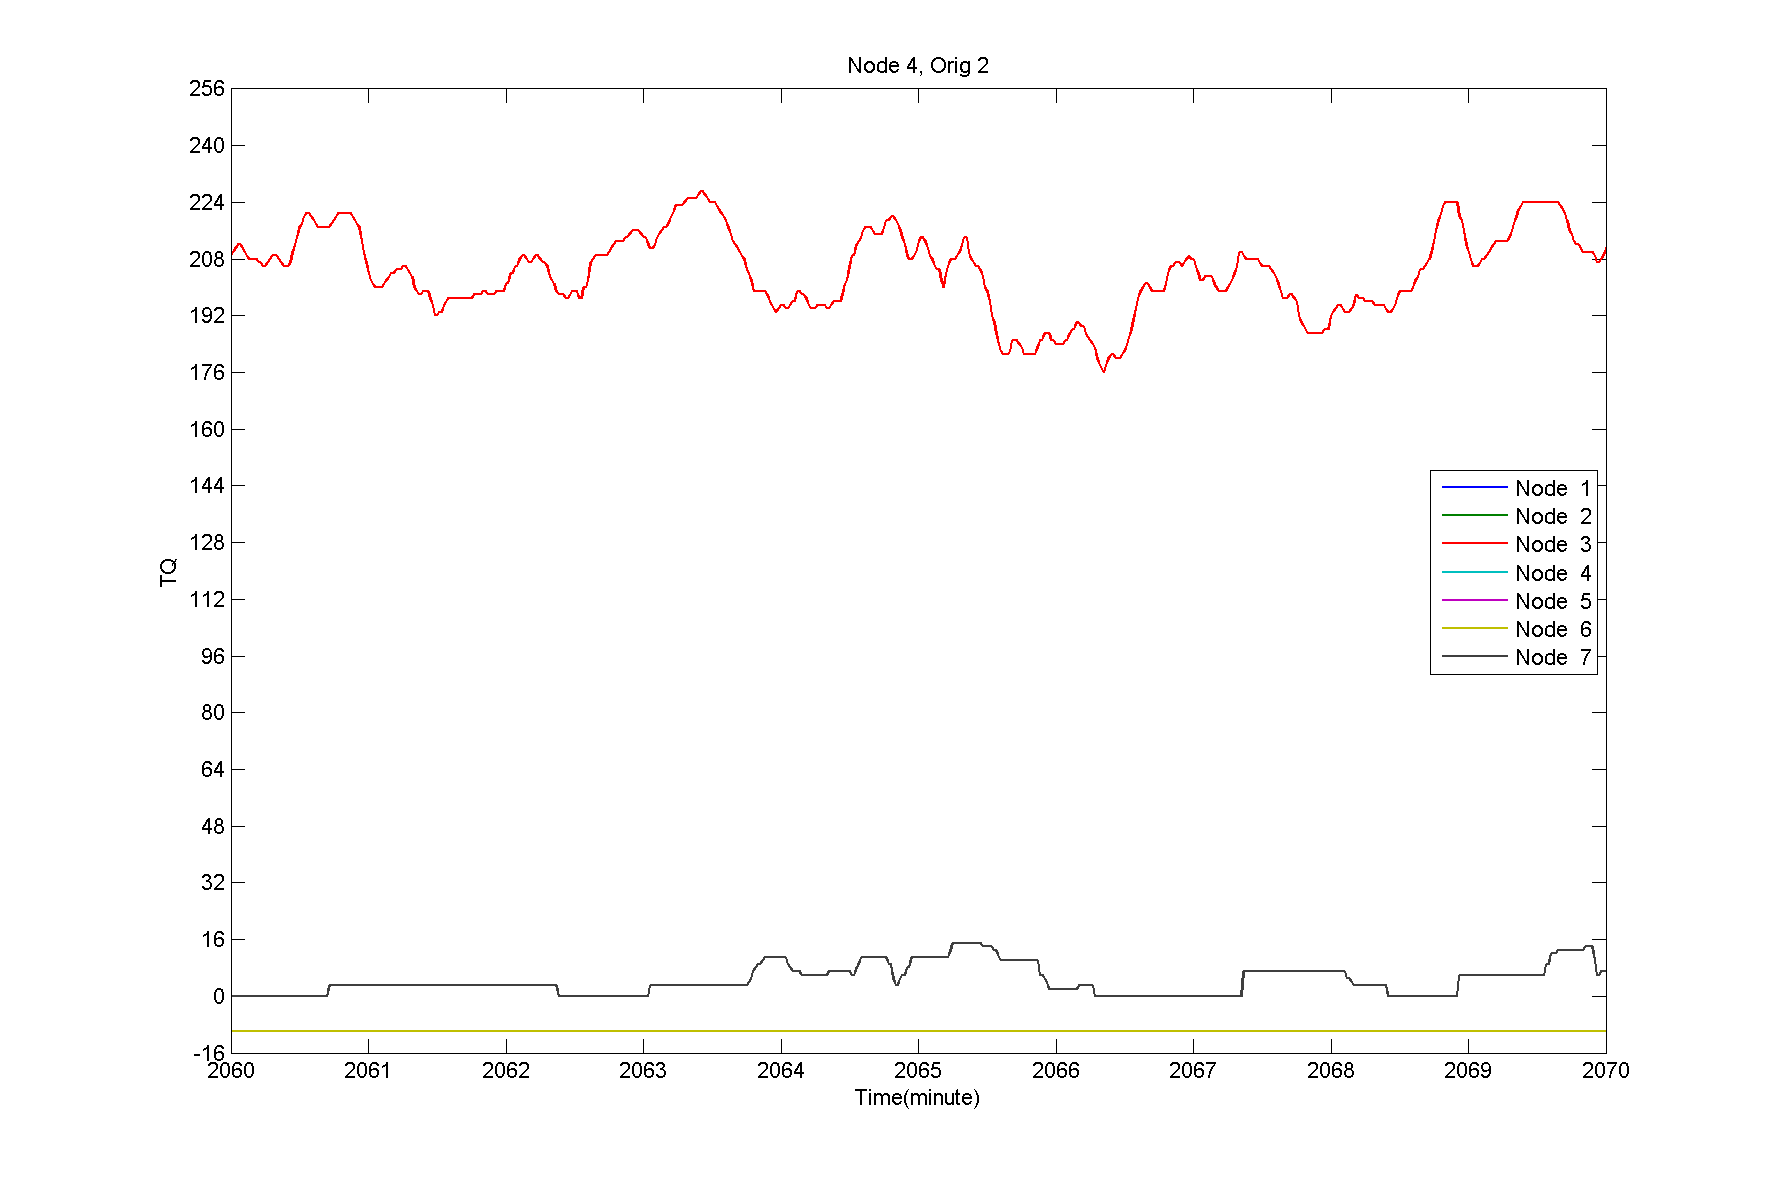 Node 4, Orig 2
256
240
224
208
192
176
160
144
128
112
96
80
64
48
32
16
0
-16
TQ
Node 1
Node 2
Node 3
Node 4
Node 5
Node 6
Node 7
2060 2061 2062 2063 2064 2065 2066 2067 2068 2069 2070
Time(minute)